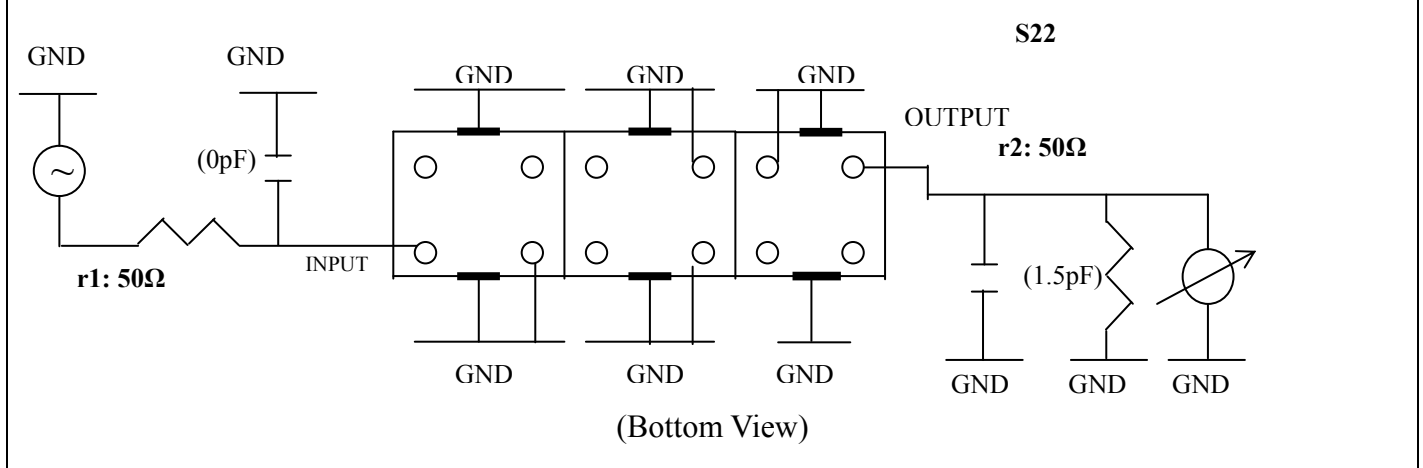 S22
GND
GND
GND
GND
GND
OUTPUT
r2: 50Ω
(0pF)
~
INPUT
r1: 50Ω
(1.5pF)
GND
GND
GND
GND
GND
GND
(Bottom View)